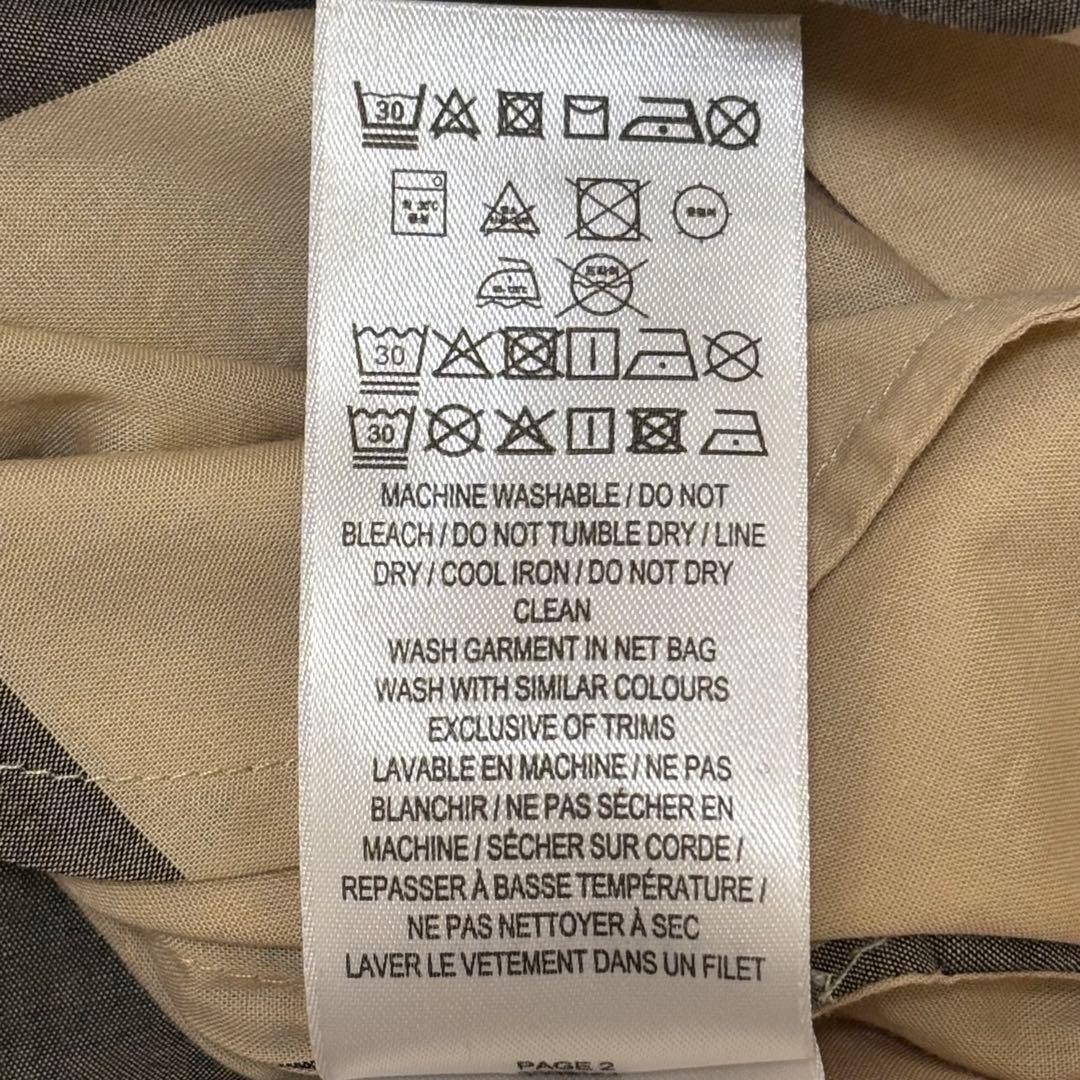 30
30
30
MACHINE WASHABLE / DO NOT
BLEACH / DO NOT TUMBLE DRY / LINE
DRY / COOL IRON / DO NOT DRY
CLEAN
WASH GARMENT IN NET BAG
WASH WITH SIMILAR COLOURS
EXCLUSIVE OF TRIMS
LAVABLE EN MACHINE / NE PAS
BLANCHIR / NE PAS SÉCHER EN
MACHINE / SÉCHER SUR CORDE /
REPASSER À BASSE TEMPÉRATURE /
NE PAS NETTOYER À SEC
LAVER LE VETEMENT DANS UN FILET
PAGE 2